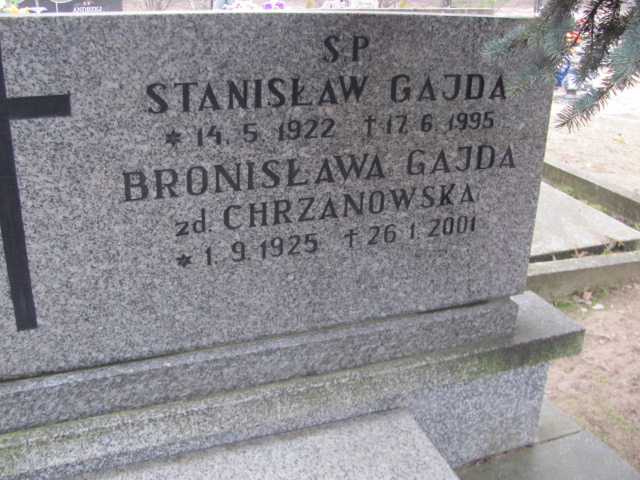 ANDRZEJ
SP
STANISŁAW GAJDA
* 14. 5. 1922 † 17. 6. 1995
BRONISŁAWA GAJDA
zd. CHRZANOWSKA
* 1. 9. 1925 † 26. 1. 2001